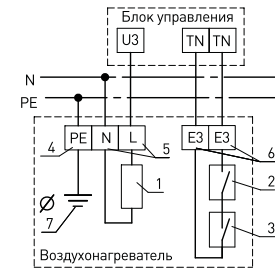 Блок управления
U3 TN TN
N
PE
PE N L E3 E3
4 5 6
1 2
7 3
Воздухонагреватель